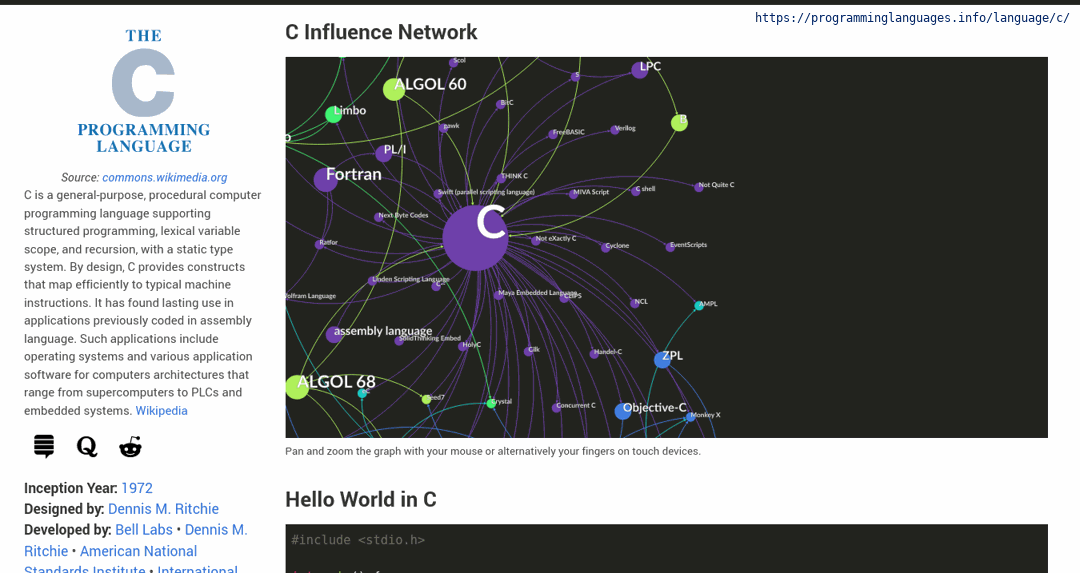 https://programminglanguages.info/language/c/
THE
C
PROGRAMMING
LANGUAGE
Source: commons.wikimedia.org
C is a general-purpose, procedural computer
programming language supporting
structured programming, lexical variable
scope, and recursion, with a static type
system. By design, C provides constructs
that map efficiently to typical machine
instructions. It has found lasting use in
applications previously coded in assembly
language. Such applications include
operating systems and various application
software for computers architectures that
range from supercomputers to PLCs and
embedded systems. Wikipedia
Inception Year: 1972
Designed by: Dennis M. Ritchie
Developed by: Bell Labs • Dennis M.
Ritchie • American National
Standards Institute • International
C Influence Network
Scol
LPC
S
ALGOL 60
BitC
Limbo
B
gawk
FreeBASIC
Verilog
PL/I
Fortran
THINK C
Swift (parallel scripting language)
MIVA Script
C shell
Not Quite C
Next Byte Codes
C
Ratfor
Not eXactly C
Cyclone
EventScripts
Linden Scripting Language
C--
Wolfram Language
Maya Embedded Language
CLIPS
NCL
AMPL
assembly language
SolidThinking Embed
HolyC
Cilk
Handel-C
ZPL
ALGOL 68
Seed7
Crystal
Concurrent C
Objective-C
Monkey X
Pan and zoom the graph with your mouse or alternatively your fingers on touch devices.
Hello World in C
#include <stdio.h>